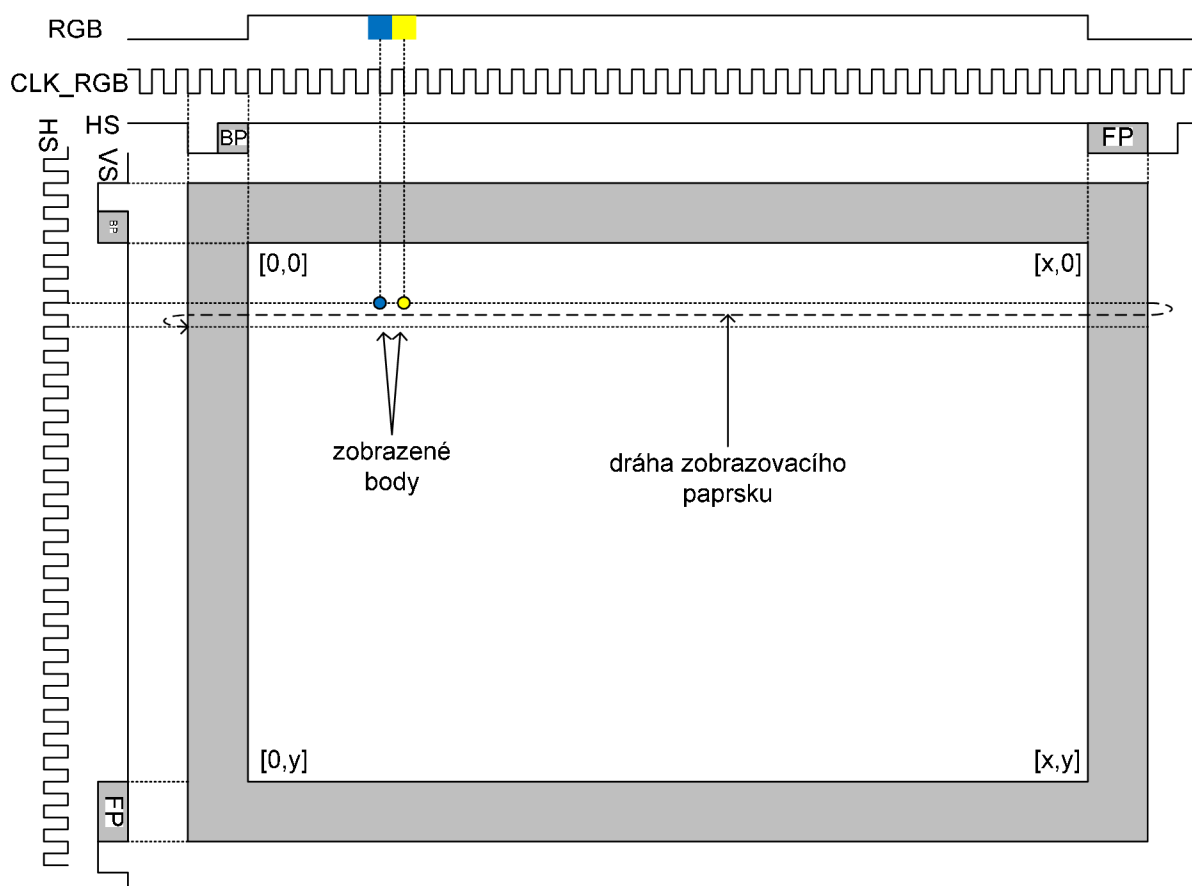 RGB
CLK_RGB
HS
BP
FP
HS
VS
BP
[0,0]
[x,0]
zobrazené
body
dráha zobrazovacího
paprsku
[0,y]
[x,y]
FP